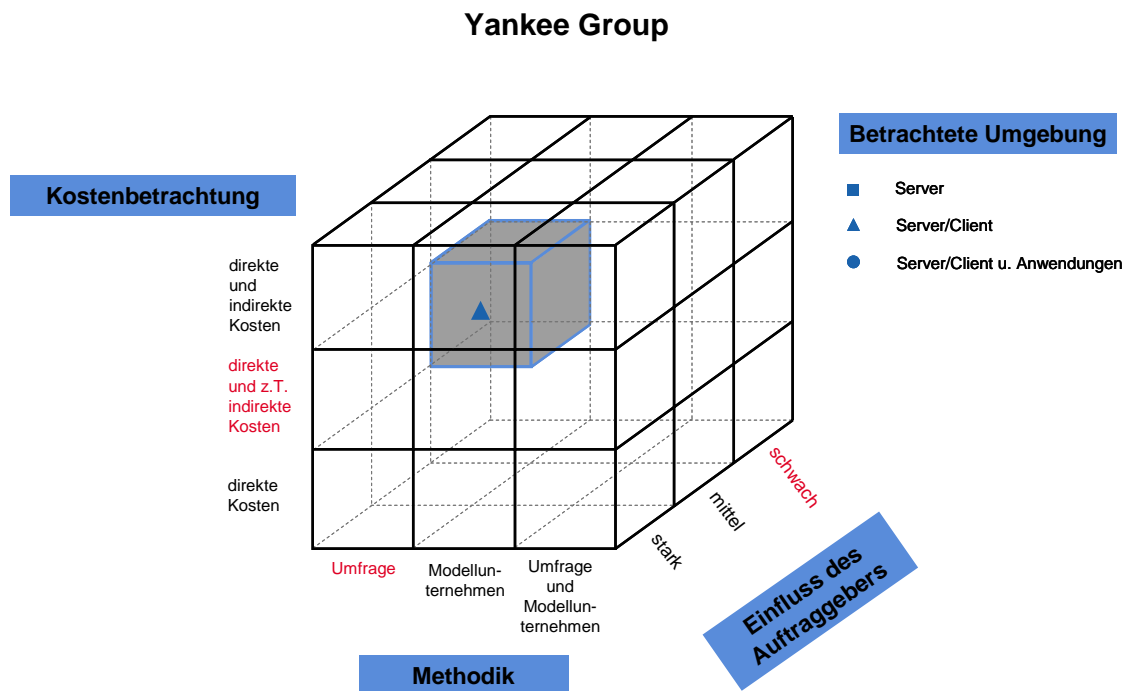 Yankee Group
Betrachtete Umgebung
Server
Server/Client
Server/Client u. Anwendungen
Kostenbetrachtung
direkte
und
indirekte
Kosten
direkte
und z.T.
indirekte
Kosten
direkte
Kosten
Umfrage
Modellun-
ternehmen
Umfrage
und
Modellun-
ternehmen
stark
mittel
schwach
Einfluss des
Auftraggebers
Methodik